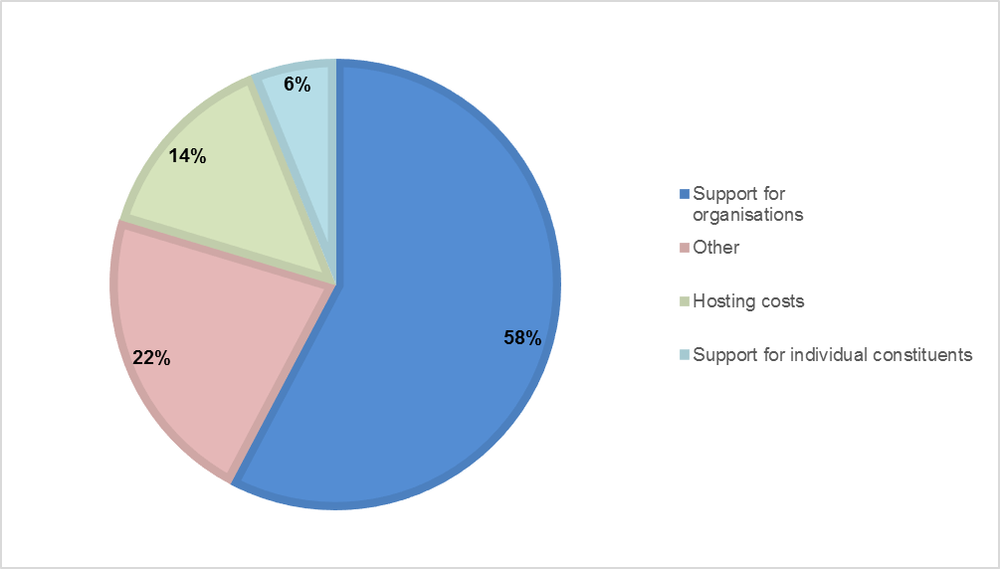 6%
14%
58%
22%
Support for
organisations
Other
Hosting costs
Support for individual constituents